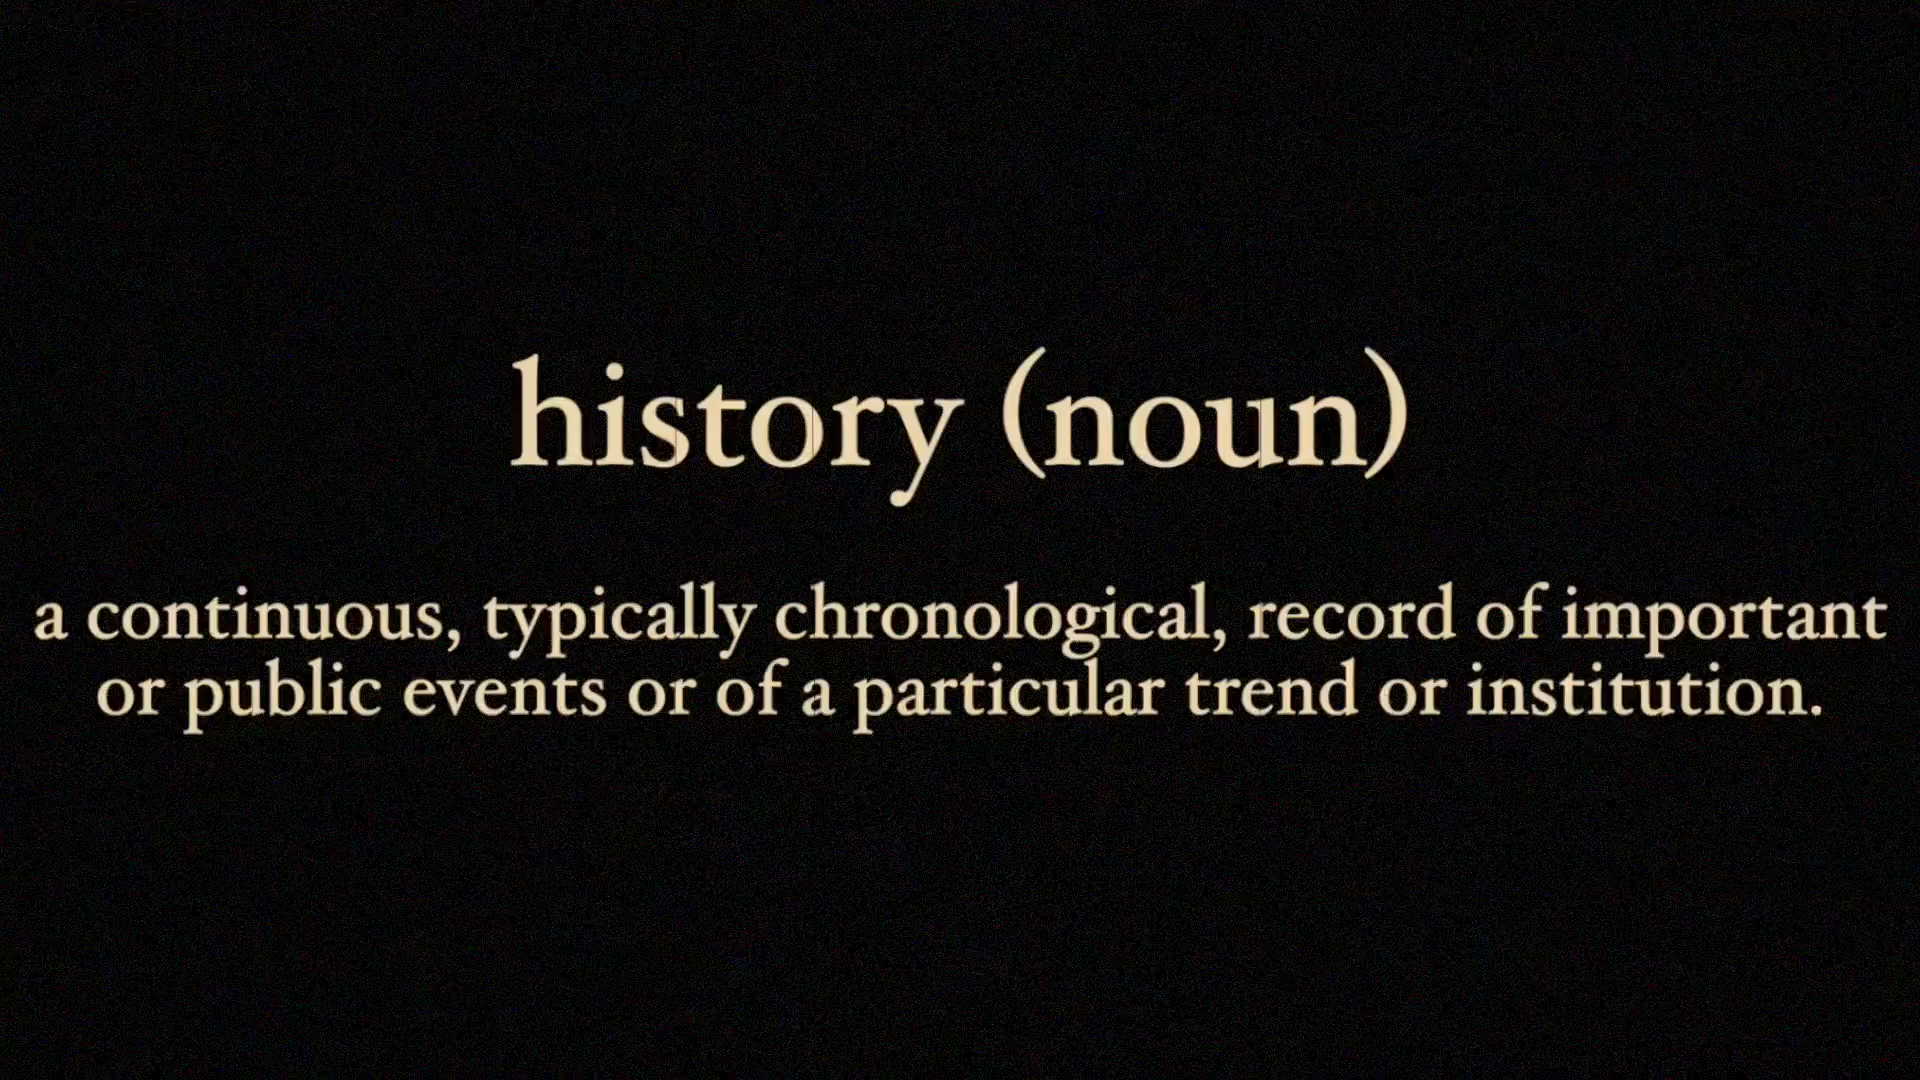 history (noun)
a continuous, typically chronological, record of important
or public events or of a particular trend or institution.